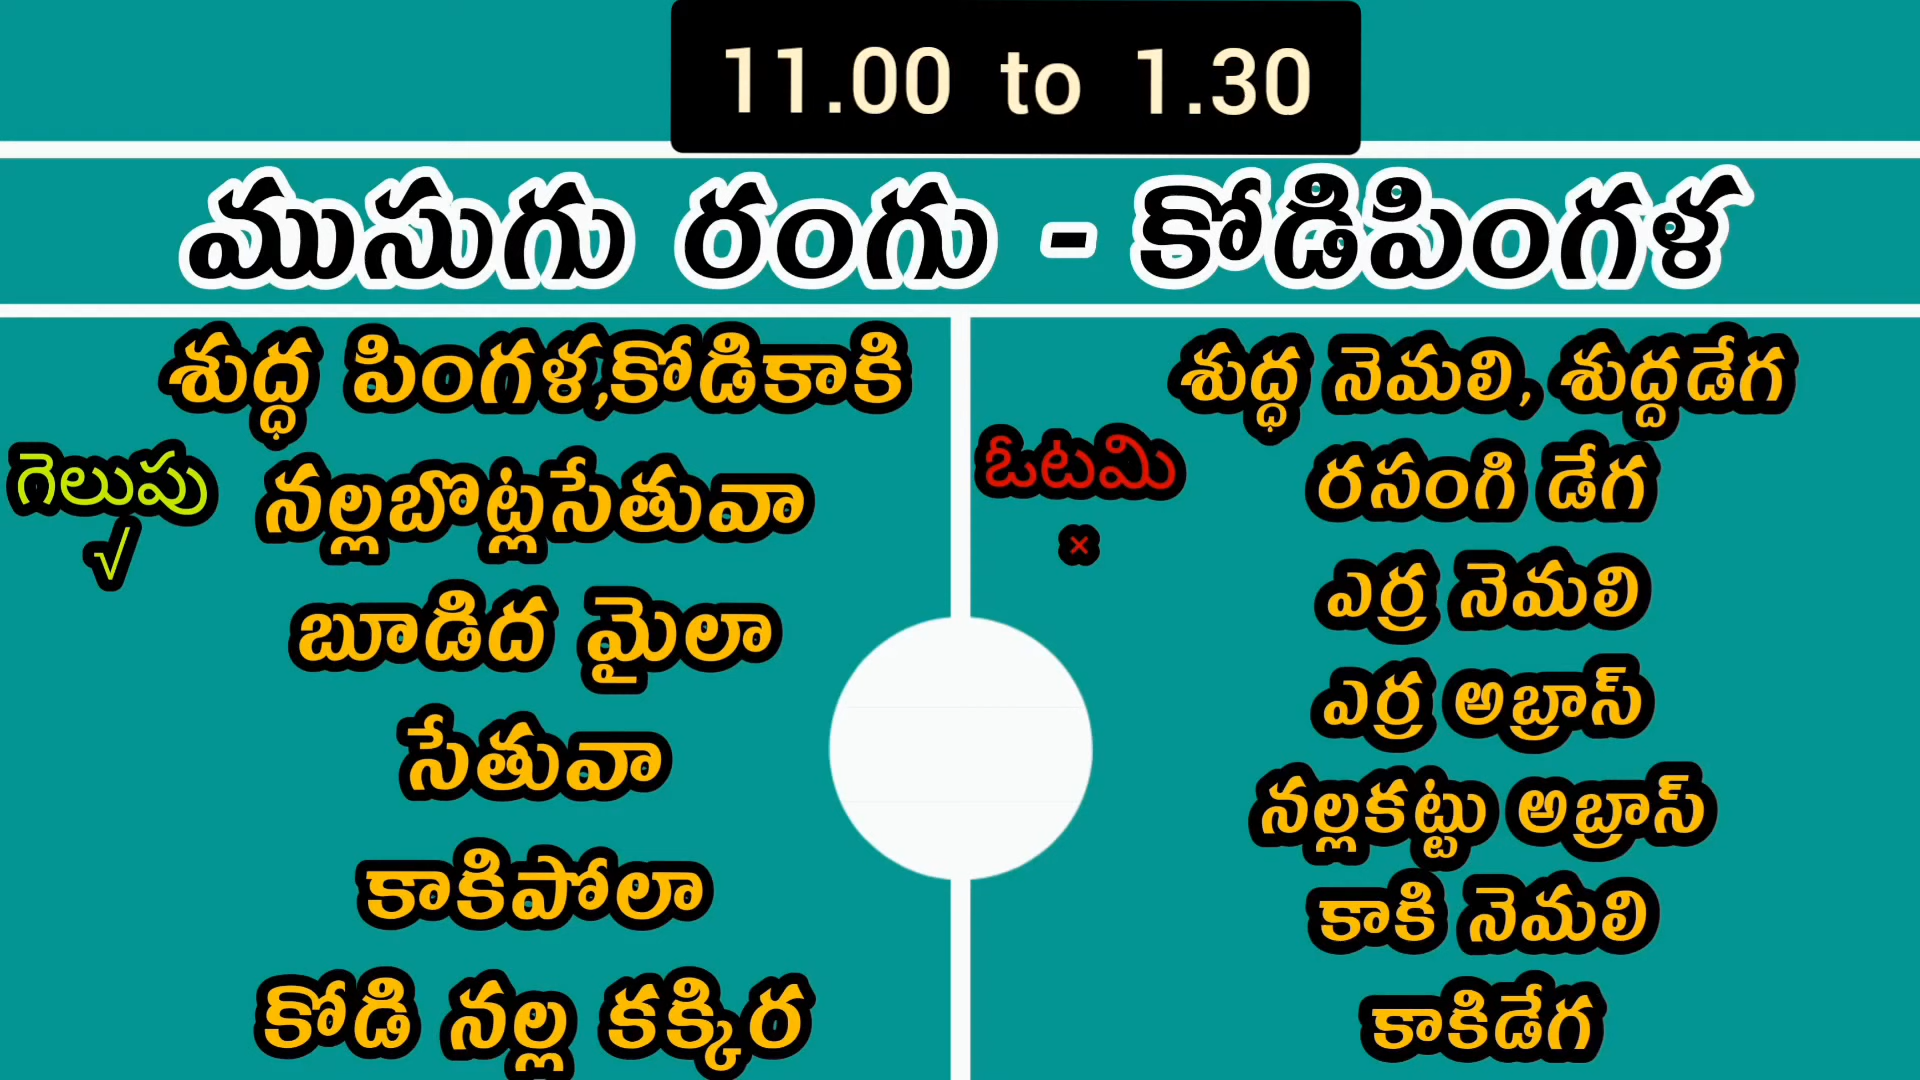 11.00 to 1.30
ముసుగు రంగు - కోడిపింగళ
గెలుపు
√
శుద్ధ పింగళ,కోడికాకి
నల్లబొట్లసేతువా
బూడిద మైలా
సేతువా
కాకిపోలా
కోడి నల్ల కక్కిర
ఓటమి
×
శుద్ధ నెమలి, శుద్దడేగ
రసంగి డేగ
ఎర్ర నెమలి
ఎర్ర అబ్రాస్
నల్లకట్టు అబ్రాస్
కాకి నెమలి
కాకిడేగ